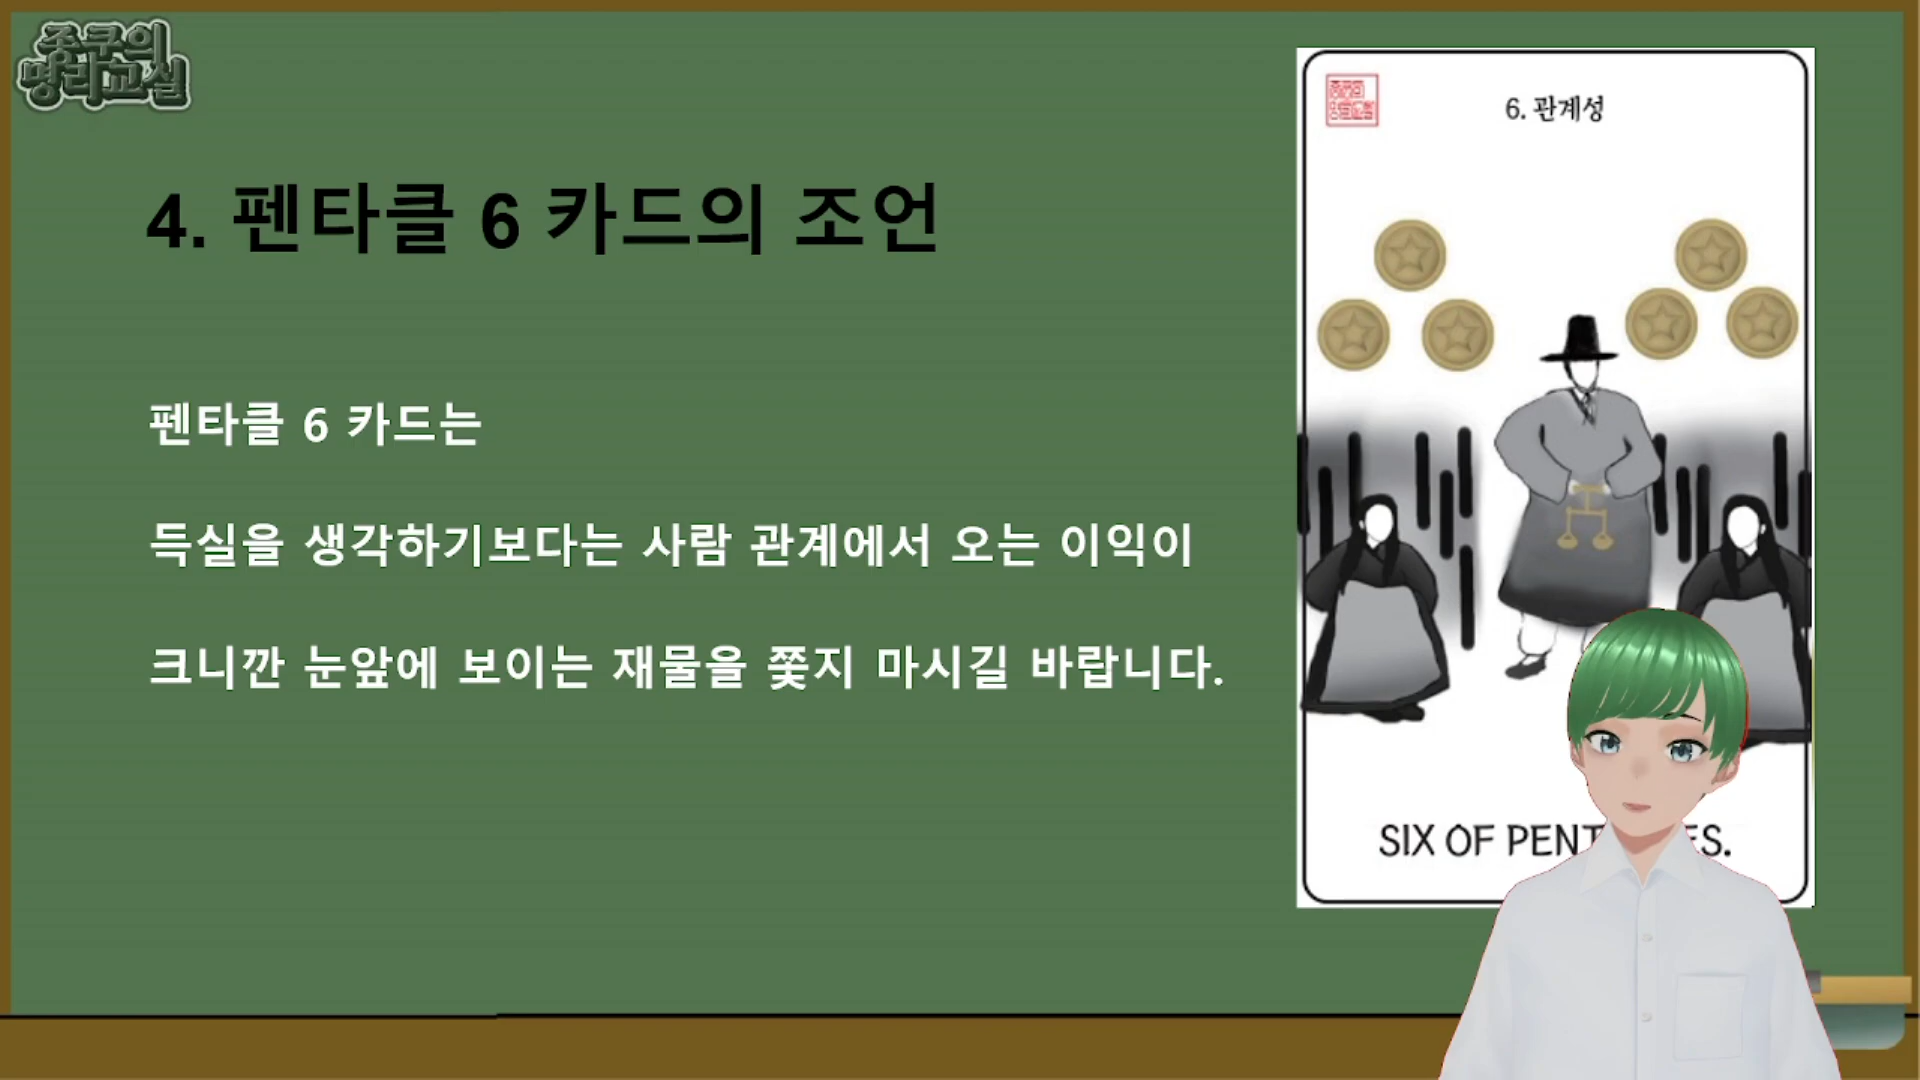 종쿠의
명리교실
6. 관계성
4. 펜타클 6 카드의 조언
펜타클 6 카드는
득실을 생각하기보다는 사람 관계에서 오는 이익이
크니깐 눈앞에 보이는 재물을 쫓지 마시길 바랍니다.
SIX OF